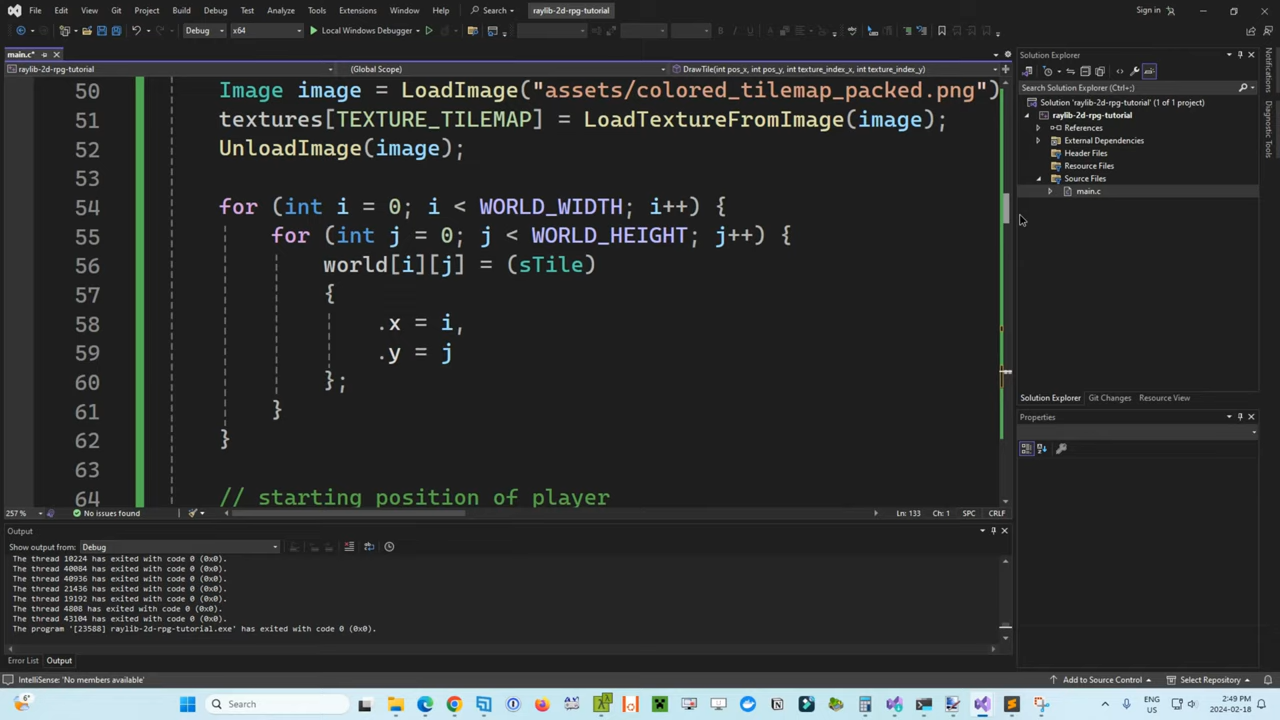 File Edit View Git Project Build Debug Test Analyze Tools Extensions Window Help Search raylib-2d-rpg-tutorial Sign in
Debug x64 Local Windows Debugger
main.c*
raylib-2d-rpg-tutorial (Global Scope) DrawTile(int pos_x, int pos_y, int texture_index_x, int texture_index_y)
50 Image image = LoadImage("assets/colored_tilemap_packed.png")
51 textures[TEXTURE_TILEMAP] = LoadTextureFromImage(image);
52 UnloadImage(image);
53
54 for (int i = 0; i < WORLD_WIDTH; i++) {
55 for (int j = 0; j < WORLD_HEIGHT; j++) {
56 world[i][j] = (sTile)
57 {
58 .x = i,
59 .y = j
60 };
61 }
62 }
63
64 // starting position of player
257 % No issues found Ln: 133 Ch: 1 SPC CRLF
Output
Show output from: Debug
The thread 10224 has exited with code 0 (0x0).
The thread 40084 has exited with code 0 (0x0).
The thread 40936 has exited with code 0 (0x0).
The thread 21436 has exited with code 0 (0x0).
The thread 19192 has exited with code 0 (0x0).
The thread 4808 has exited with code 0 (0x0).
The thread 43104 has exited with code 0 (0x0).
The program '[23588] raylib-2d-rpg-tutorial.exe' has exited with code 0 (0x0).
Error List Output
Solution Explorer
Search Solution Explorer (Ctrl+;)
Solution 'raylib-2d-rpg-tutorial' (1 of 1 project)
raylib-2d-rpg-tutorial
References
External Dependencies
Header Files
Resource Files
Source Files
main.c
Solution Explorer Git Changes Resource View
Properties
Notifications
Diagnostic Tools
IntelliSense: 'No members available' Add to Source Control Select Repository
6° Search ENG US 2:49 PM 2024-02-18